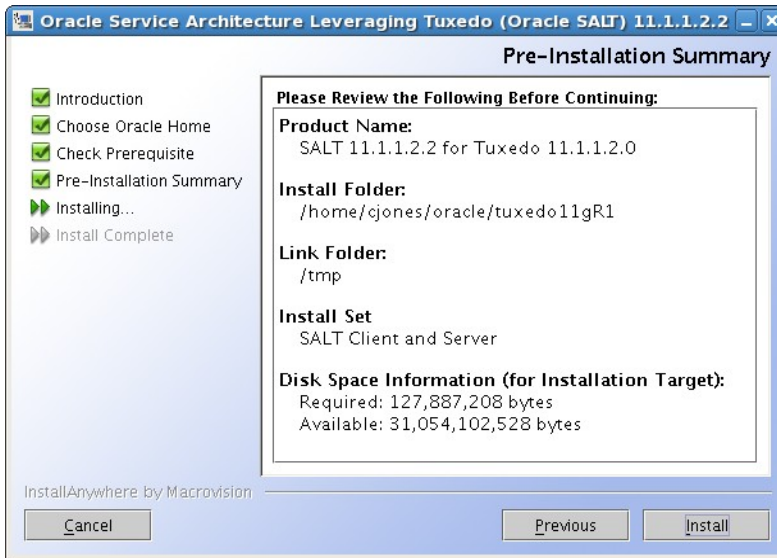 Oracle Service Architecture Leveraging Tuxedo (Oracle SALT) 11.1.1.2.2
Pre-Installation Summary
Introduction
Choose Oracle Home
Check Prerequisite
Pre-Installation Summary
Installing...
Install Complete
Please Review the Following Before Continuing:
Product Name:
SALT 11.1.1.2.2 for Tuxedo 11.1.1.2.0
Install Folder:
/home/cjones/oracle/tuxedo11gR1
Link Folder:
/tmp
Install Set
SALT Client and Server
Disk Space Information (for Installation Target):
Required: 127,887,208 bytes
Available: 31,054,102,528 bytes
InstallAnywhere by Macrovision
Cancel
Previous
Install